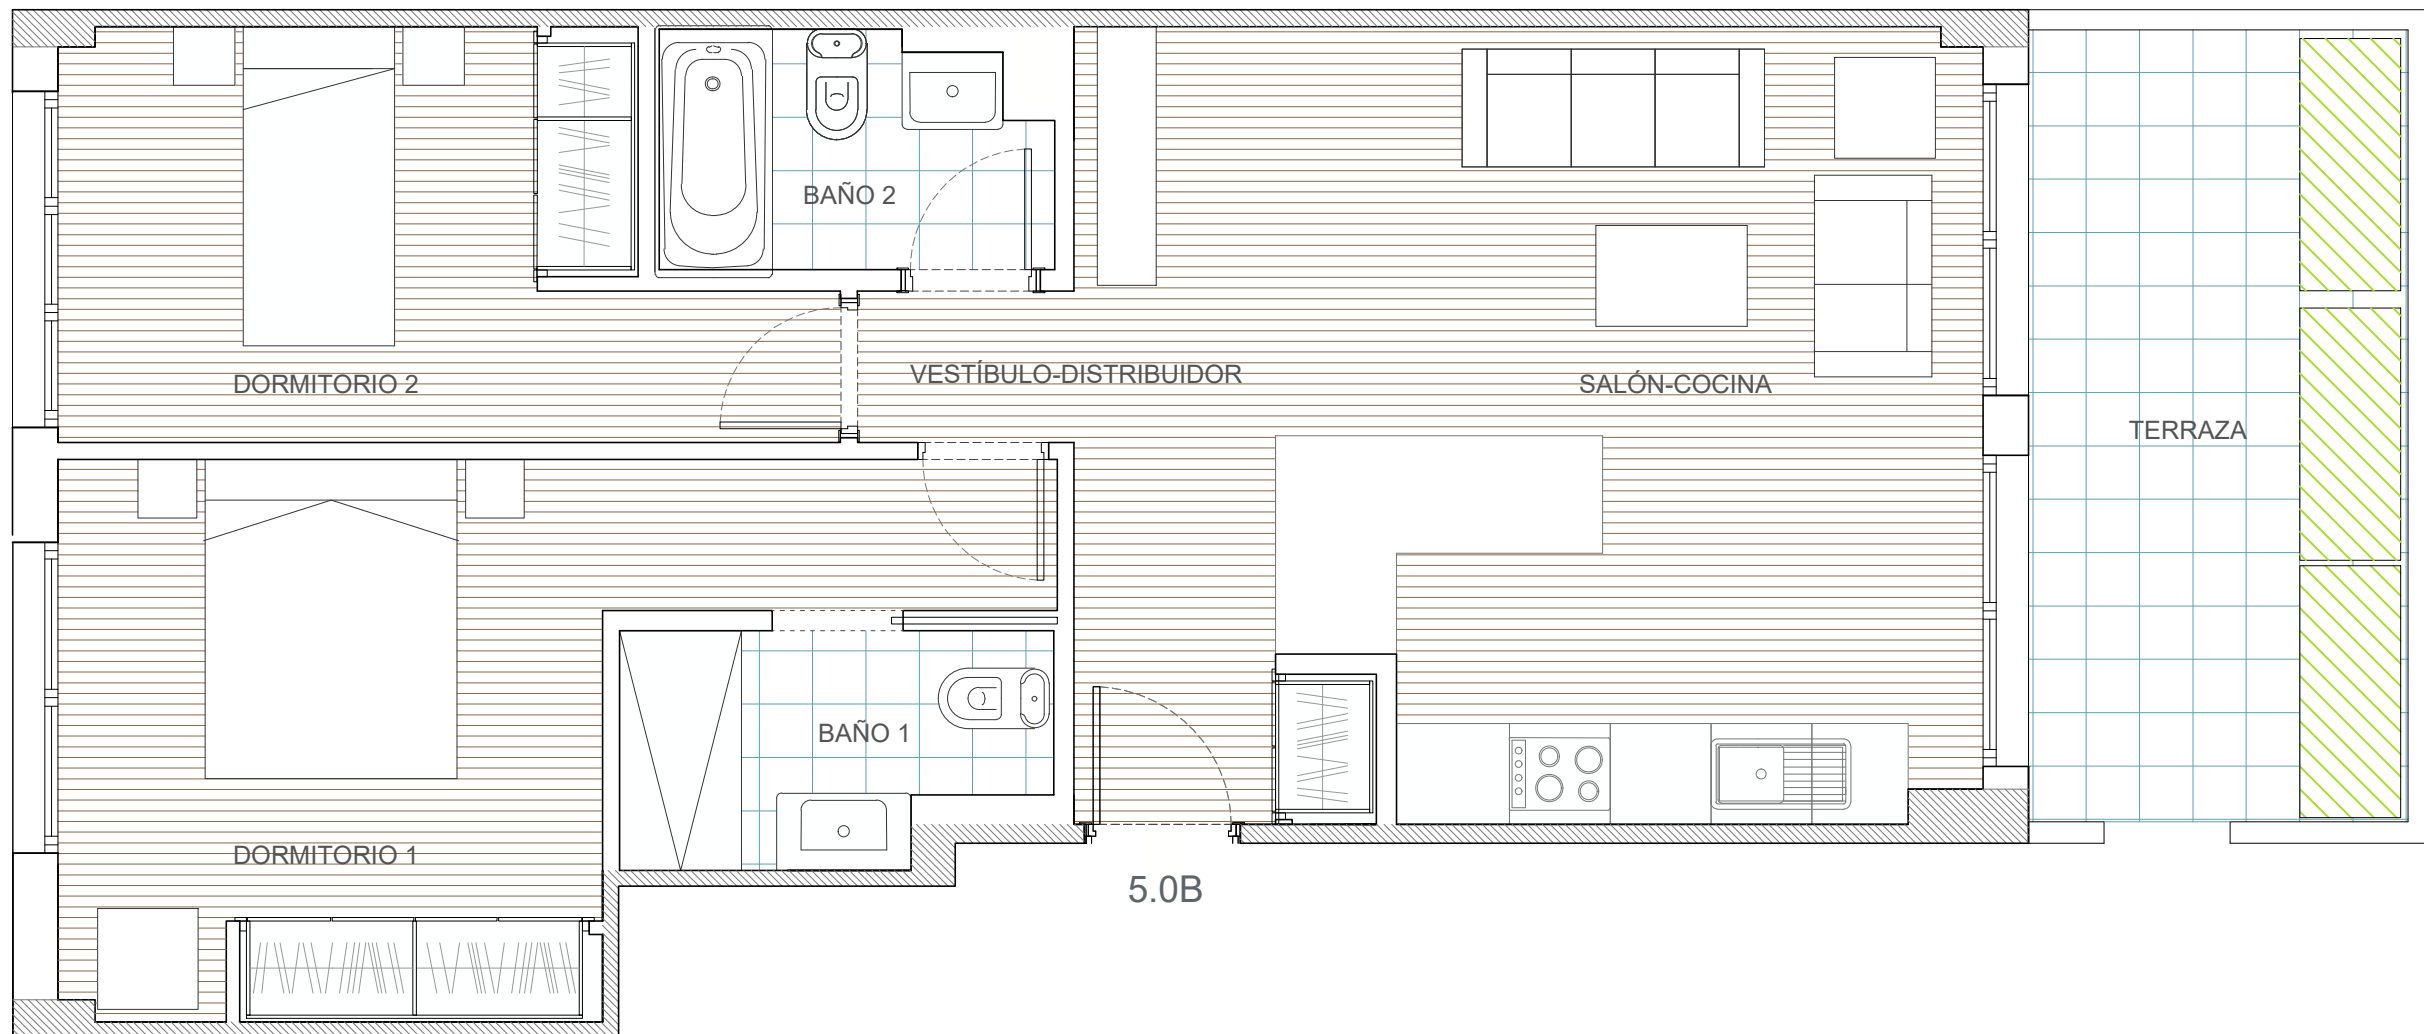 BAÑO 2
DORMITORIO 2
VESTÍBULO-DISTRIBUIDOR
SALÓN-COCINA
TERRAZA
BAÑO 1
DORMITORIO 1
5.0B